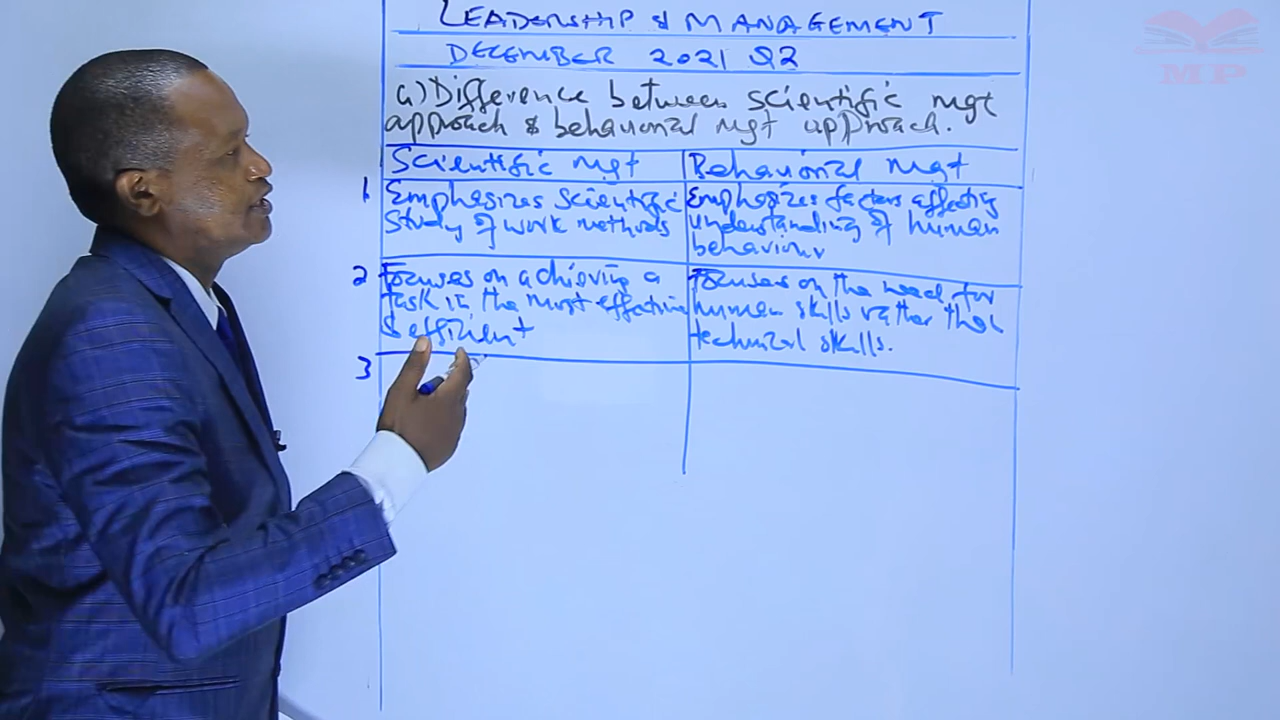 LEADERSHIP & MANAGEMENT
DECEMBER 2021 Q2
a) Difference between scientific mgt
approach & behavioral mgt approach.
Scientific mgt
Behavioral mgt
1 Emphasizes scientific
study of work methods
Emphasizes factors affecting
understanding of human
behaviour
2 Focuses on achieving a
task in the most effective
& efficient
Focuses on the need for
human skills rather than
technical skills.
3
MP